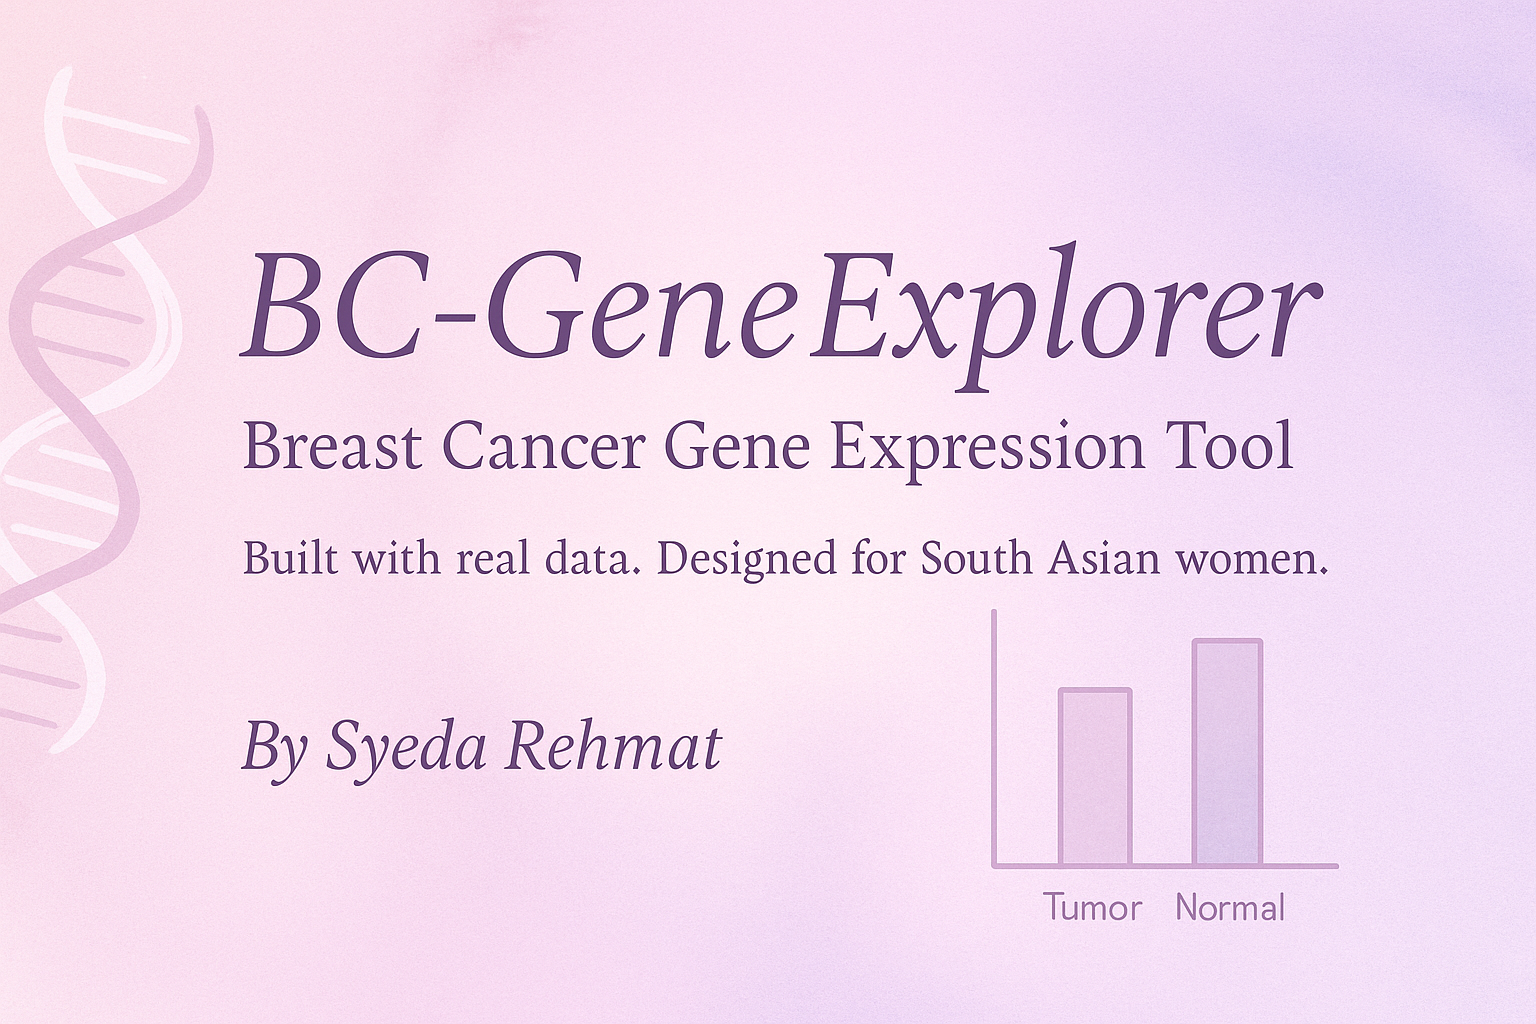 BC-GeneExplorer
Breast Cancer Gene Expression Tool
Built with real data. Designed for South Asian women.
By Syeda Rehmat
Tumor Normal